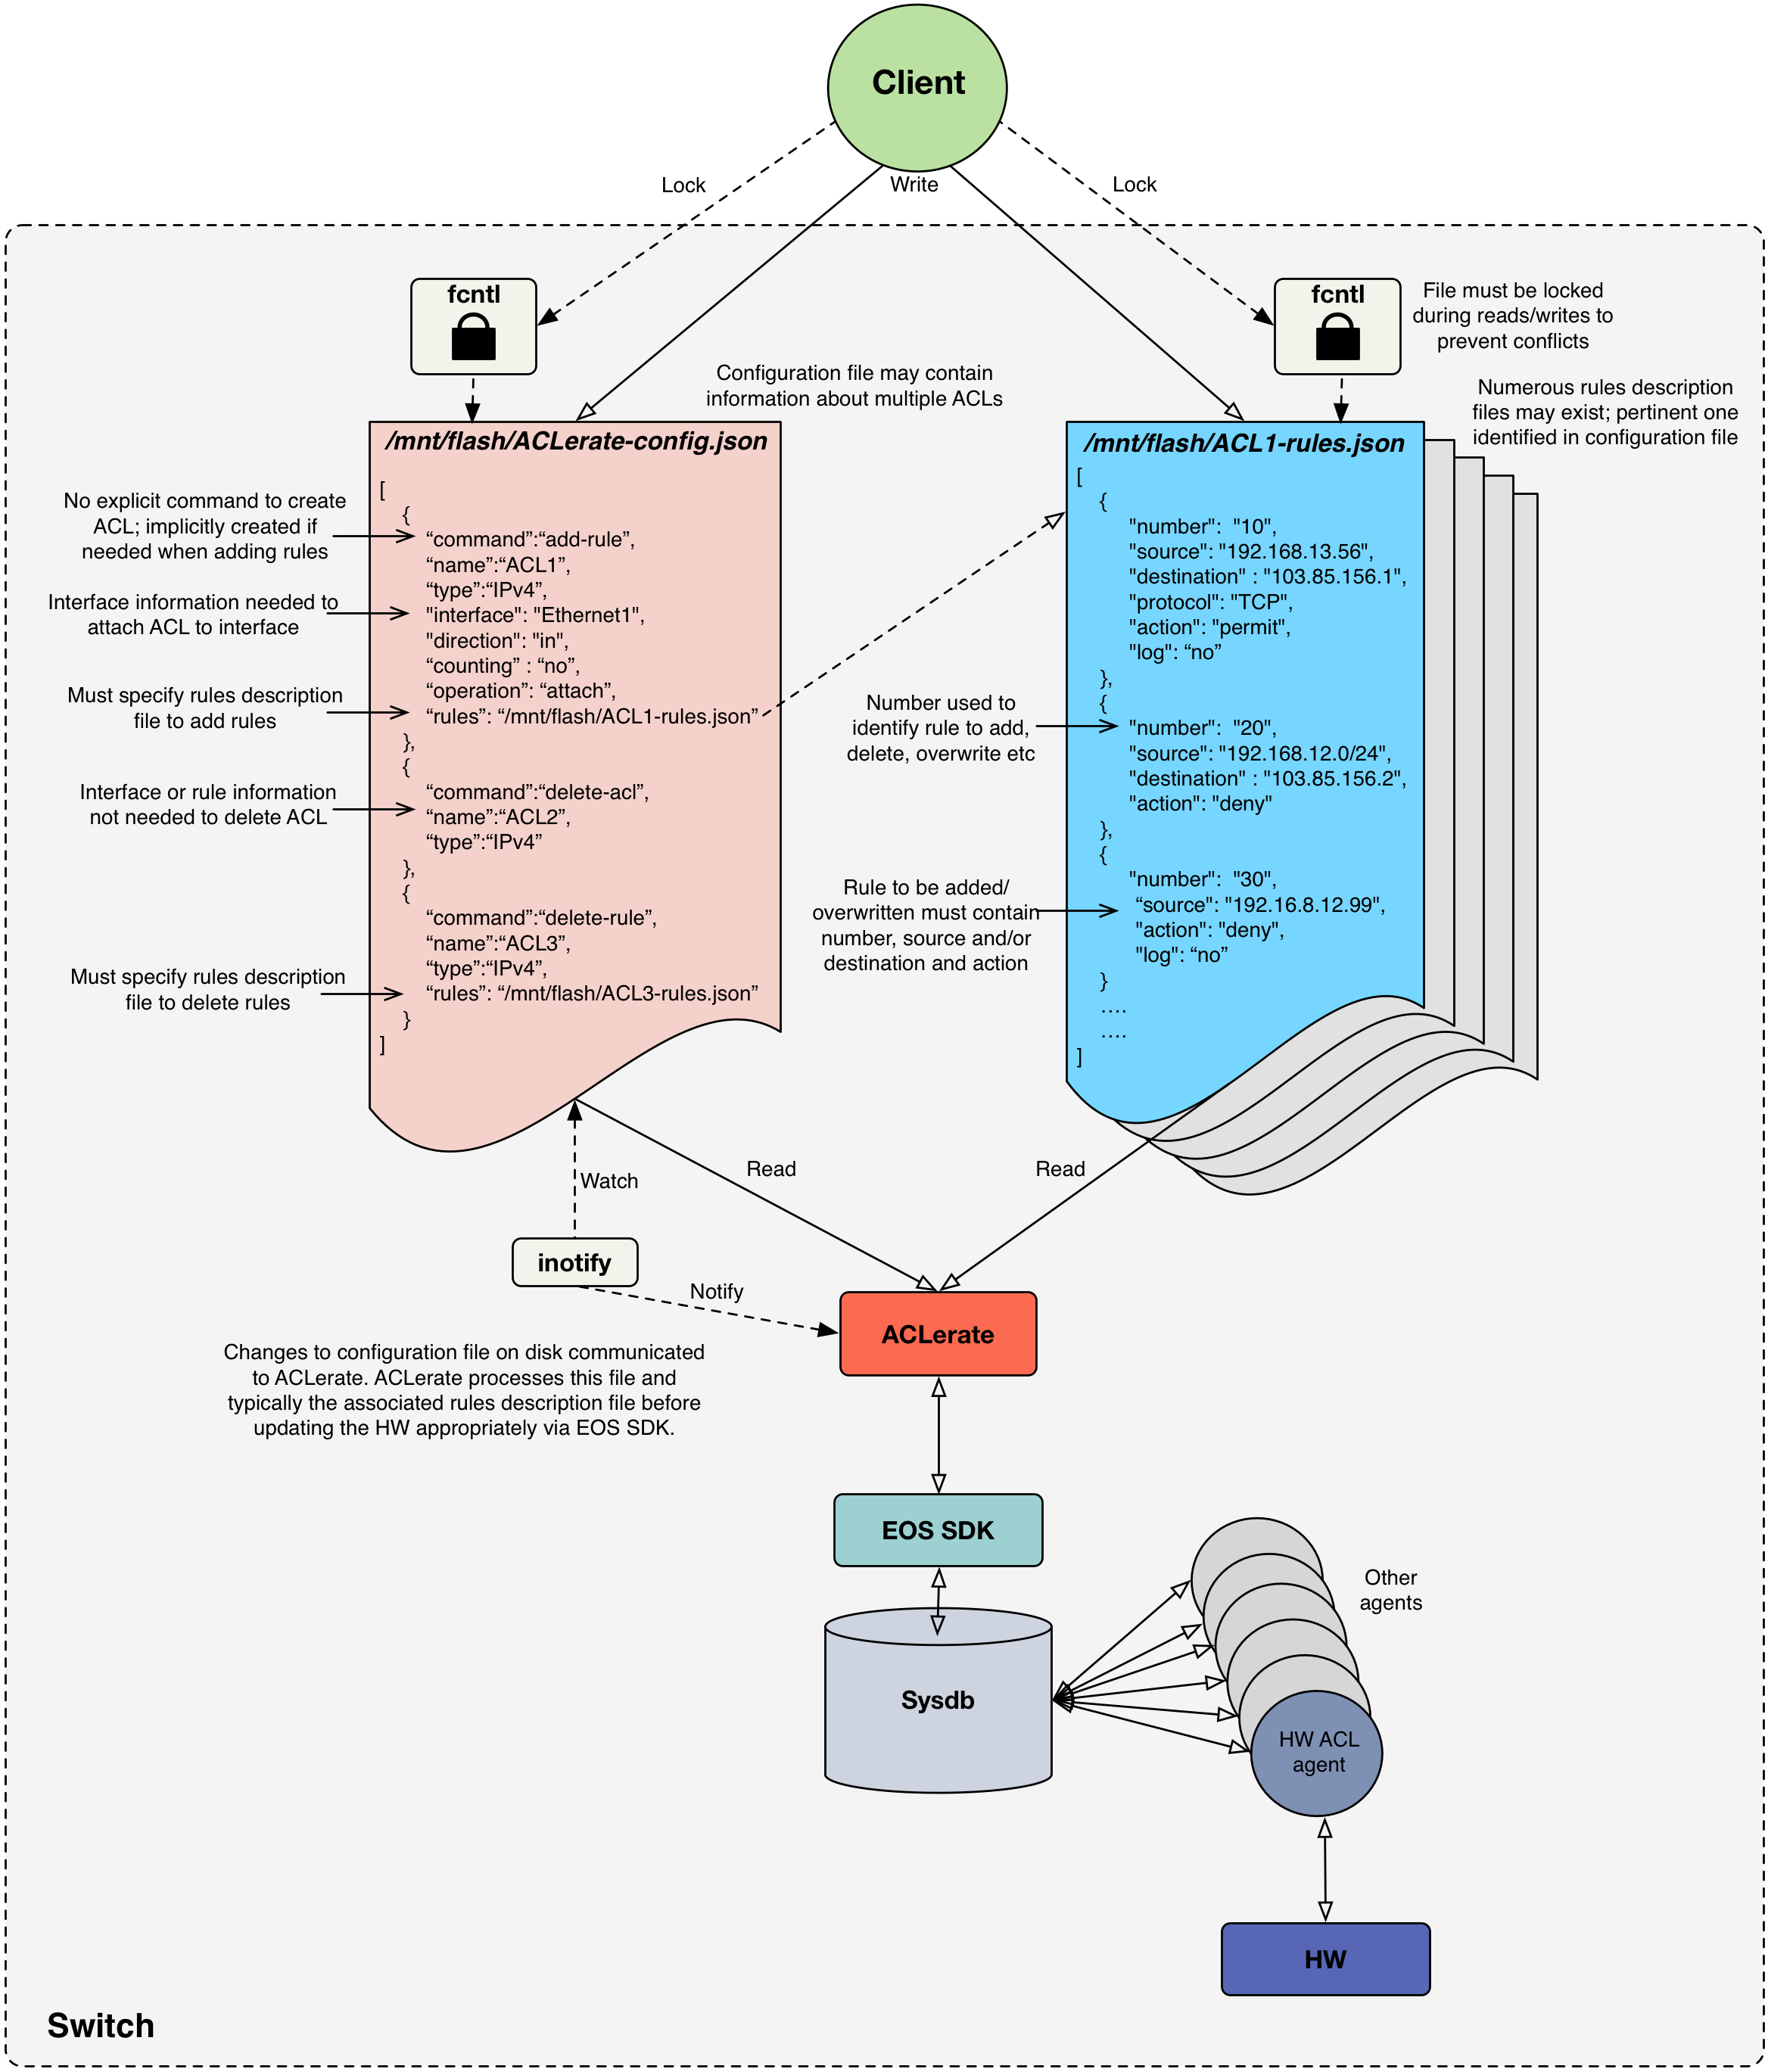 Client
Lock
Write
Lock
fcntl
fcntl
File must be locked
during reads/writes to
prevent conflicts
Configuration file may contain
information about multiple ACLs
Numerous rules description
files may exist; pertinent one
identified in configuration file
/mnt/flash/ACLerate-config.json
[
{
“command”:“add-rule”,
“name”:“ACL1”,
“type”:“IPv4”,
"interface": "Ethernet1",
"direction": "in",
“counting” : “no”,
“operation”: “attach”,
“rules”: “/mnt/flash/ACL1-rules.json”
},
{
“command”:“delete-acl”,
“name”:“ACL2”,
“type”:“IPv4”
},
{
“command”:“delete-rule”,
“name”:“ACL3”,
“type”:“IPv4”,
“rules”: “/mnt/flash/ACL3-rules.json”
}
]
No explicit command to create
ACL; implicitly created if
needed when adding rules
Interface information needed to
attach ACL to interface
Must specify rules description
file to add rules
Interface or rule information
not needed to delete ACL
Must specify rules description
file to delete rules
/mnt/flash/ACL1-rules.json
[
{
"number":  "10",
"source": "192.168.13.56",
"destination" : "103.85.156.1",
"protocol": "TCP",
"action": "permit",
"log": “no”
},
{
"number":  "20",
"source": "192.168.12.0/24",
"destination" : "103.85.156.2",
"action": "deny"
},
{
"number":  "30",
“source": "192.16.8.12.99",
"action": "deny",
"log": “no”
}
....
....
]
Number used to
identify rule to add,
delete, overwrite etc
Rule to be added/
overwritten must contain
number, source and/or
destination and action
Watch
Read
Read
inotify
Notify
ACLerate
Changes to configuration file on disk communicated
to ACLerate. ACLerate processes this file and
typically the associated rules description file before
updating the HW appropriately via EOS SDK.
EOS SDK
Other
agents
Sysdb
HW ACL
agent
HW
Switch